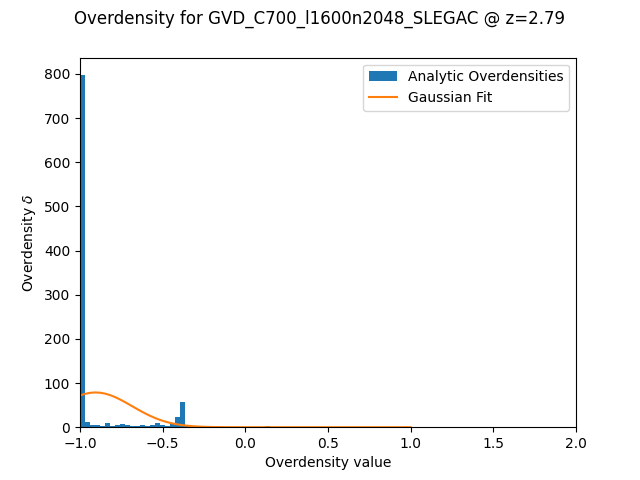 Overdensity for GVD_C700_l1600n2048_SLEGAC @ z=2.79
Analytic Overdensities
Gaussian Fit
Overdensity δ
800
700
600
500
400
300
200
100
0
−1.0 −0.5 0.0 0.5 1.0 1.5 2.0
Overdensity value